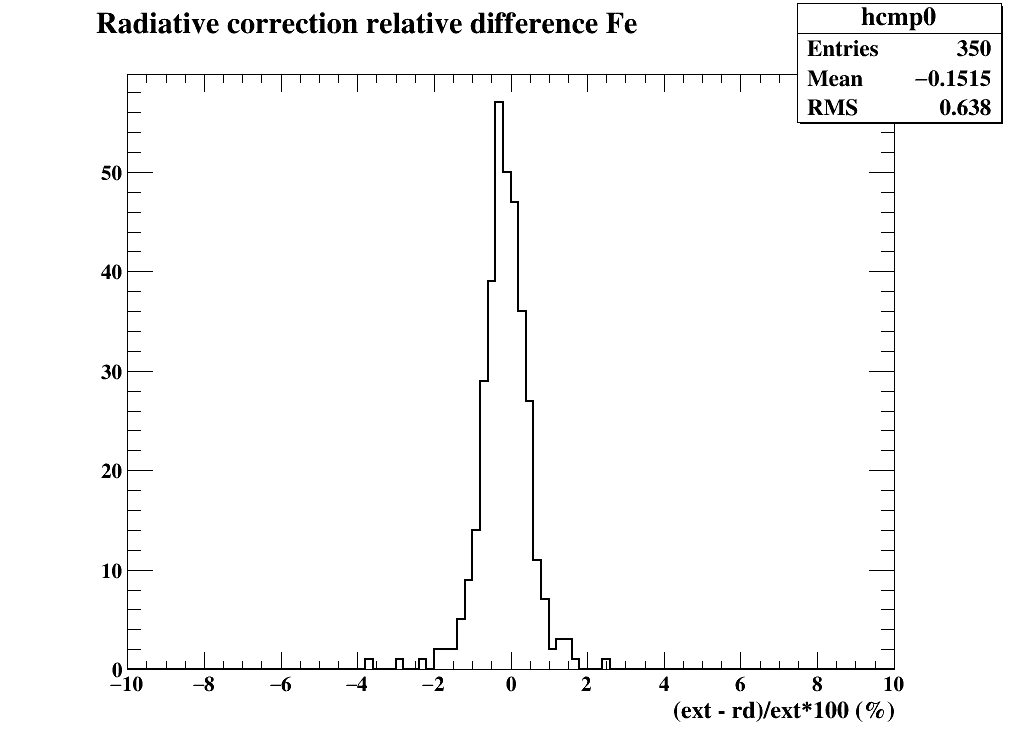 Radiative correction relative difference Fe
hcmp0
Entries 350
Mean −0.1515
RMS 0.638
50
40
30
20
10
0
−10 −8 −6 −4 −2 0 2 4 6 8 10
(ext - rd)/ext*100 (%)